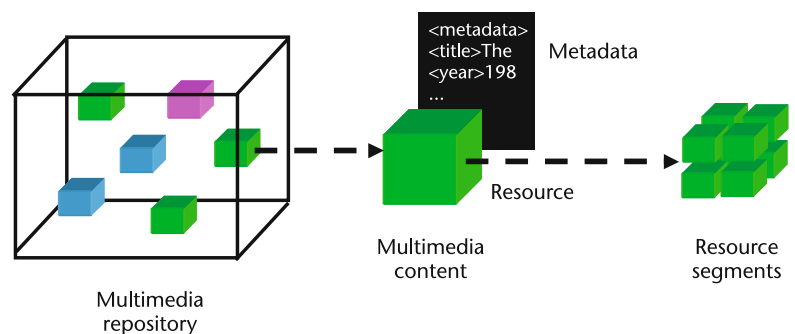 <metadata>
<title>The
<year>198
...
Metadata
Resource
Multimedia
content
Resource
segments
Multimedia
repository